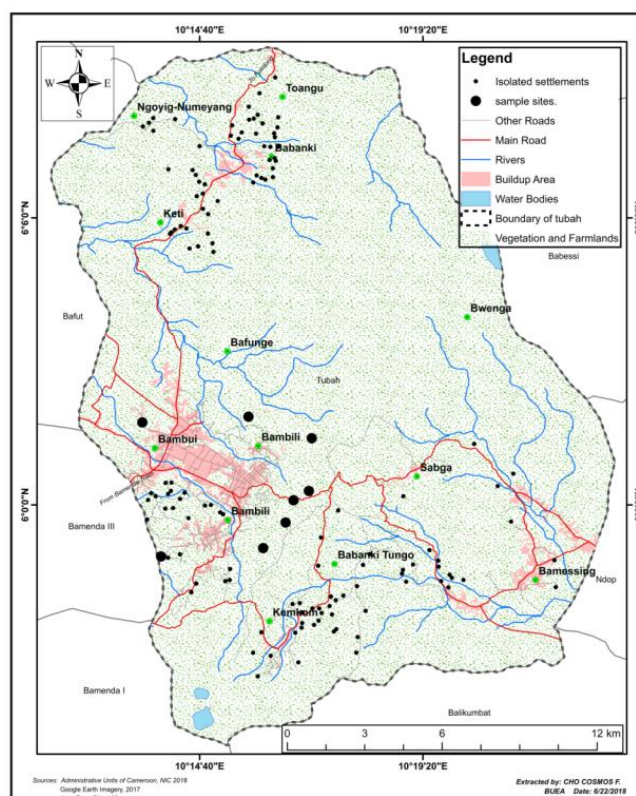 10°14'40"E
10°19'20"E
N
W
E
S
Legend
Isolated settlements
sample sites.
Other Roads
Main Road
Rivers
Buildup Area
Water Bodies
Boundary of tubah
Vegetation and Farmlands
Toangu
Ngoyig-Numeyang
Babanki
6°6'0"N
Keti
Babessi
Bafut
Bwenga
Bafunge
Tubah
Bambui
Bambili
Sabga
6°0'0"N
Bamenda III
Bambili
Babanki Tungo
Bamessing
Ndop
Kemkom
Bamenda I
Balikumbat
0 3 6 12 km
10°14'40"E
10°19'20"E
Sources: Administrative Units of Cameroon, NIC 2016
Google Earth Imagery, 2017
Extracted by: CHO COSMOS F.
BUEA Date: 6/22/2018